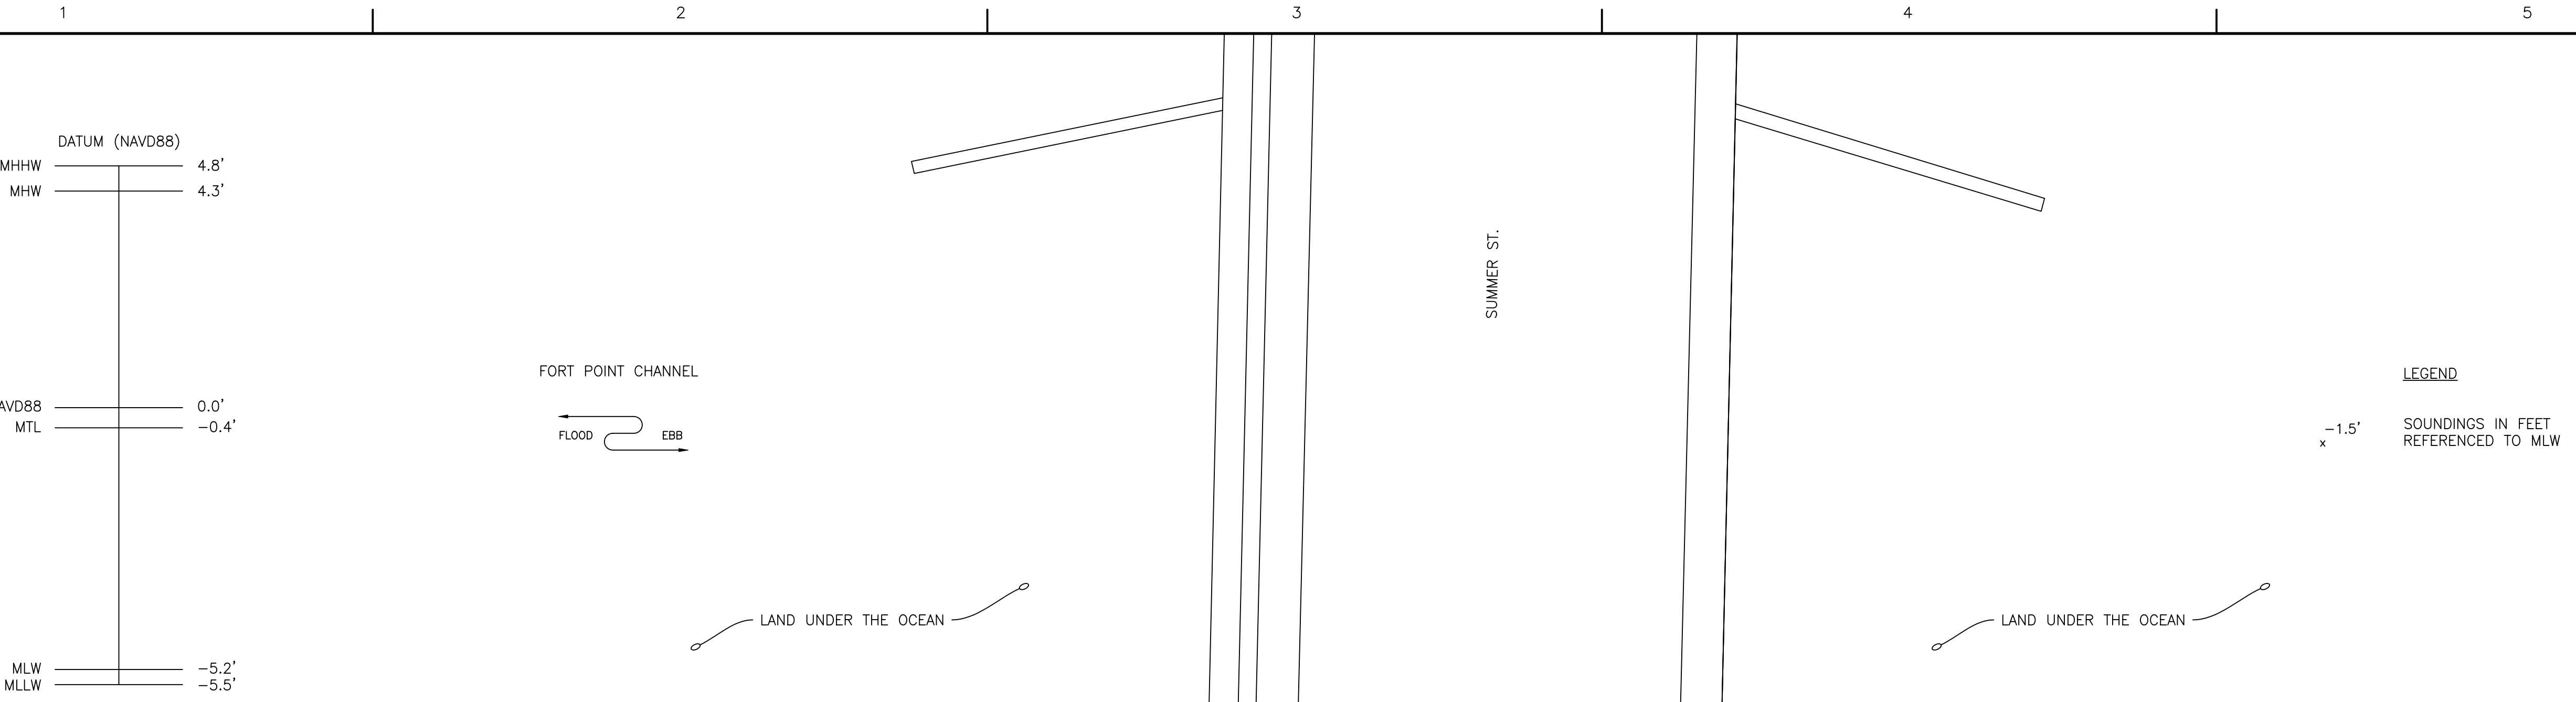 1 2 3 4 5
DATUM (NAVD88)
MHHW 4.8'
MHW 4.3'
SUMMER ST.
FORT POINT CHANNEL
FLOOD EBB
AVD88 0.0'
MTL -0.4'
LEGEND
-1.5' SOUNDINGS IN FEET
x REFERENCED TO MLW
LAND UNDER THE OCEAN
LAND UNDER THE OCEAN
MLW -5.2'
MLLW -5.5'